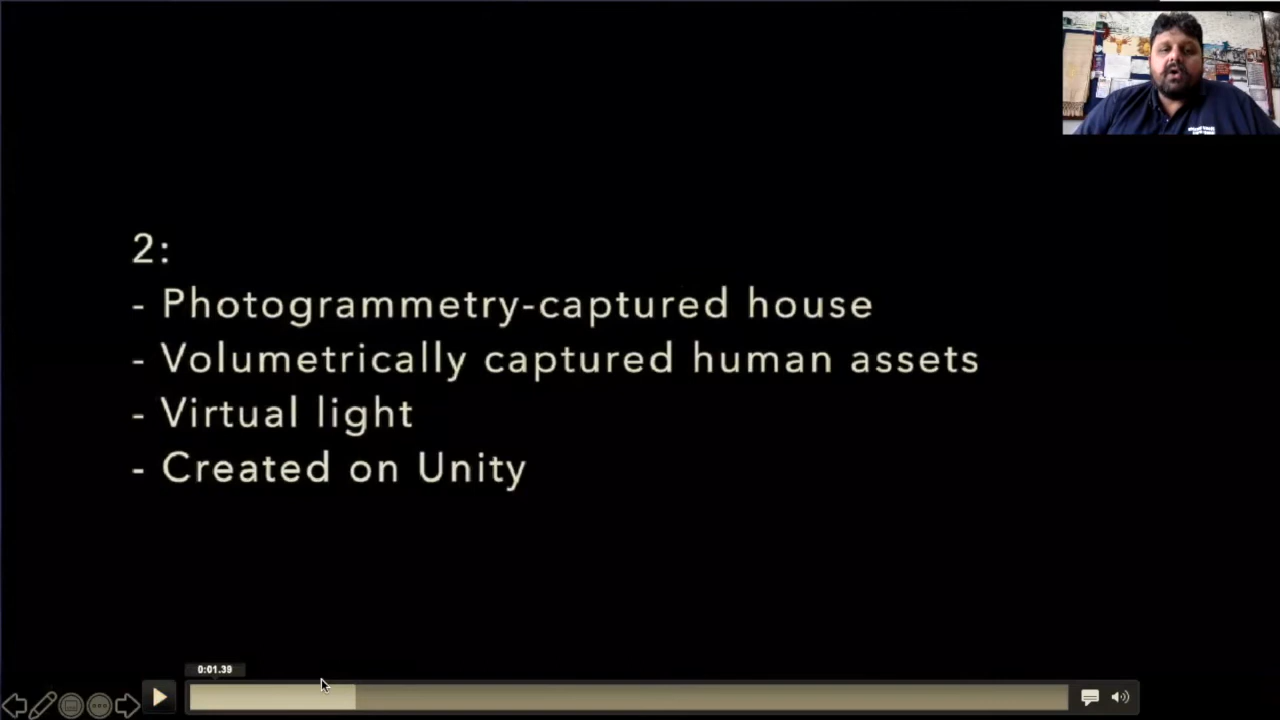 2:
- Photogrammetry-captured house
- Volumetrically captured human assets
- Virtual light
- Created on Unity
0:01.39